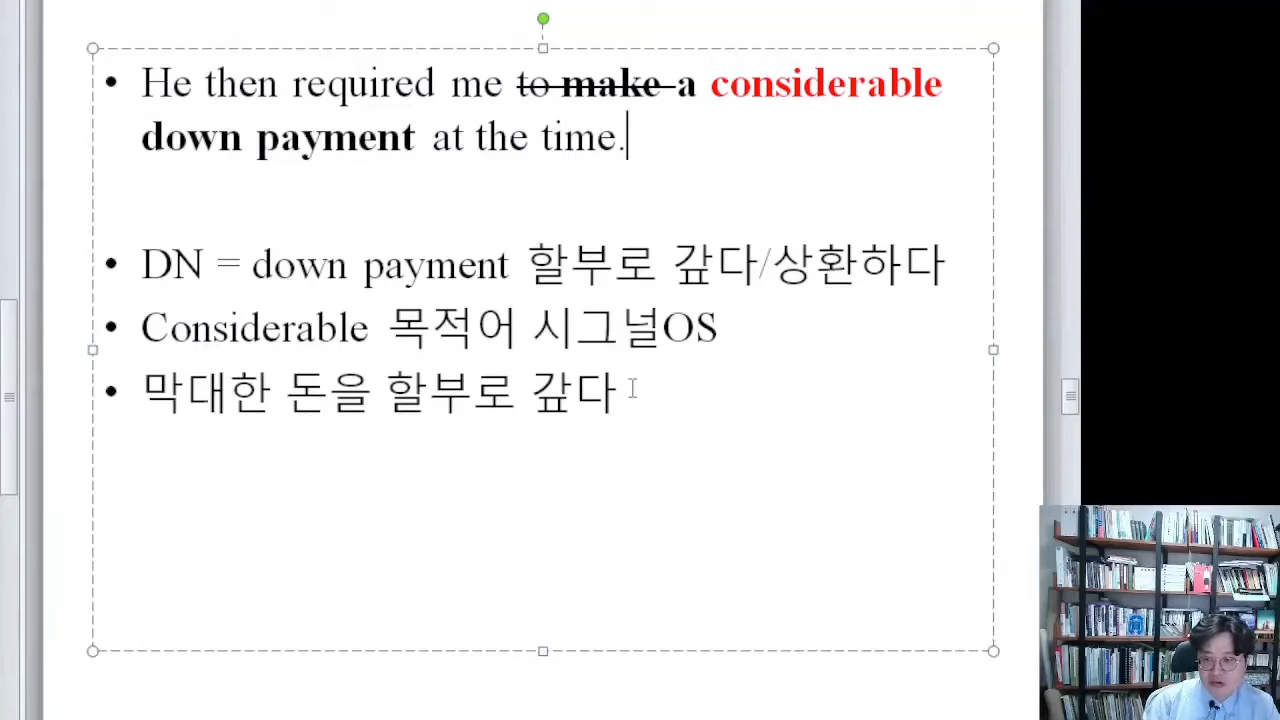 • He then required me to make a considerable
down payment at the time.
• DN = down payment 할부로 갚다/상환하다
• Considerable 목적어 시그널OS
• 막대한 돈을 할부로 갚다